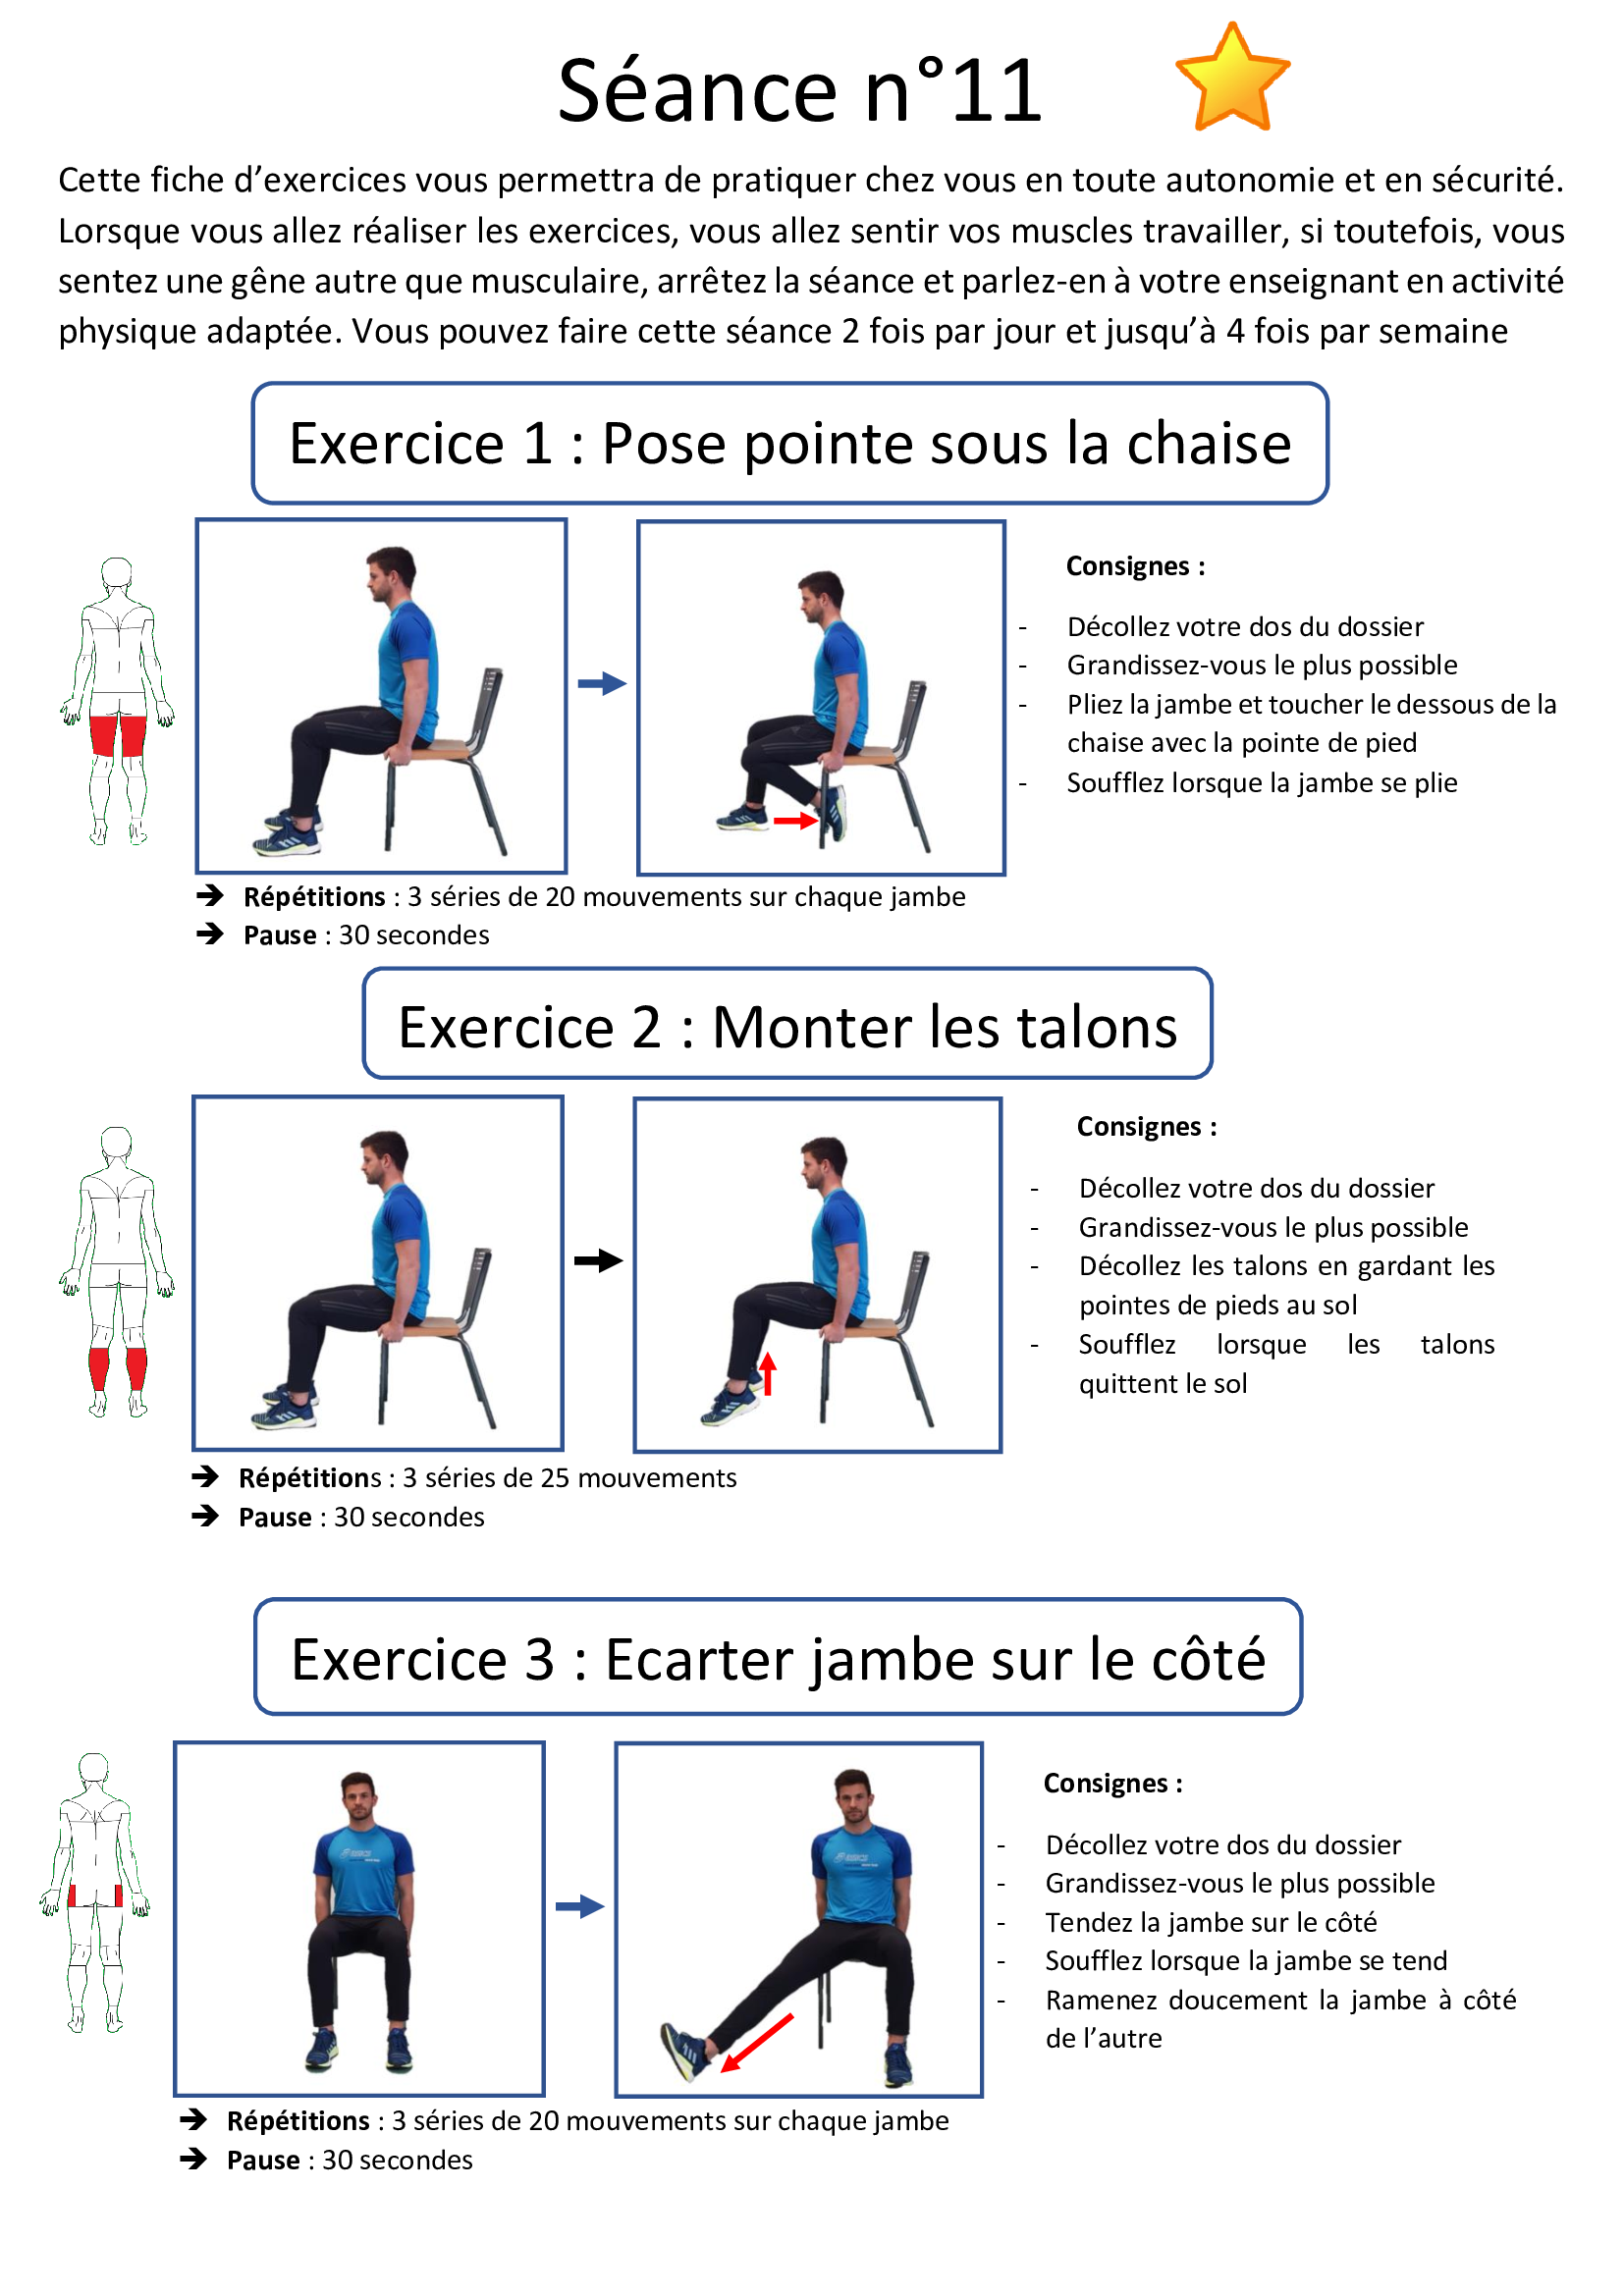 Séance n°11
Cette fiche d’exercices vous permettra de pratiquer chez vous en toute autonomie et en sécurité.
Lorsque vous allez réaliser les exercices, vous allez sentir vos muscles travailler, si toutefois, vous
sentez une gêne autre que musculaire, arrêtez la séance et parlez-en à votre enseignant en activité
physique adaptée. Vous pouvez faire cette séance 2 fois par jour et jusqu’à 4 fois par semaine
Exercice 1 : Pose pointe sous la chaise
Consignes :
- Décollez votre dos du dossier
- Grandissez-vous le plus possible
- Pliez la jambe et toucher le dessous de la
chaise avec la pointe de pied
- Soufflez lorsque la jambe se plie
➔ Répétitions : 3 séries de 20 mouvements sur chaque jambe
➔ Pause : 30 secondes
Exercice 2 : Monter les talons
Consignes :
- Décollez votre dos du dossier
- Grandissez-vous le plus possible
- Décollez les talons en gardant les
pointes de pieds au sol
- Soufflez lorsque les talons
quittent le sol
➔ Répétitions : 3 séries de 25 mouvements
➔ Pause : 30 secondes
Exercice 3 : Ecarter jambe sur le côté
Consignes :
- Décollez votre dos du dossier
- Grandissez-vous le plus possible
- Tendez la jambe sur le côté
- Soufflez lorsque la jambe se tend
- Ramenez doucement la jambe à côté
de l’autre
➔ Répétitions : 3 séries de 20 mouvements sur chaque jambe
➔ Pause : 30 secondes